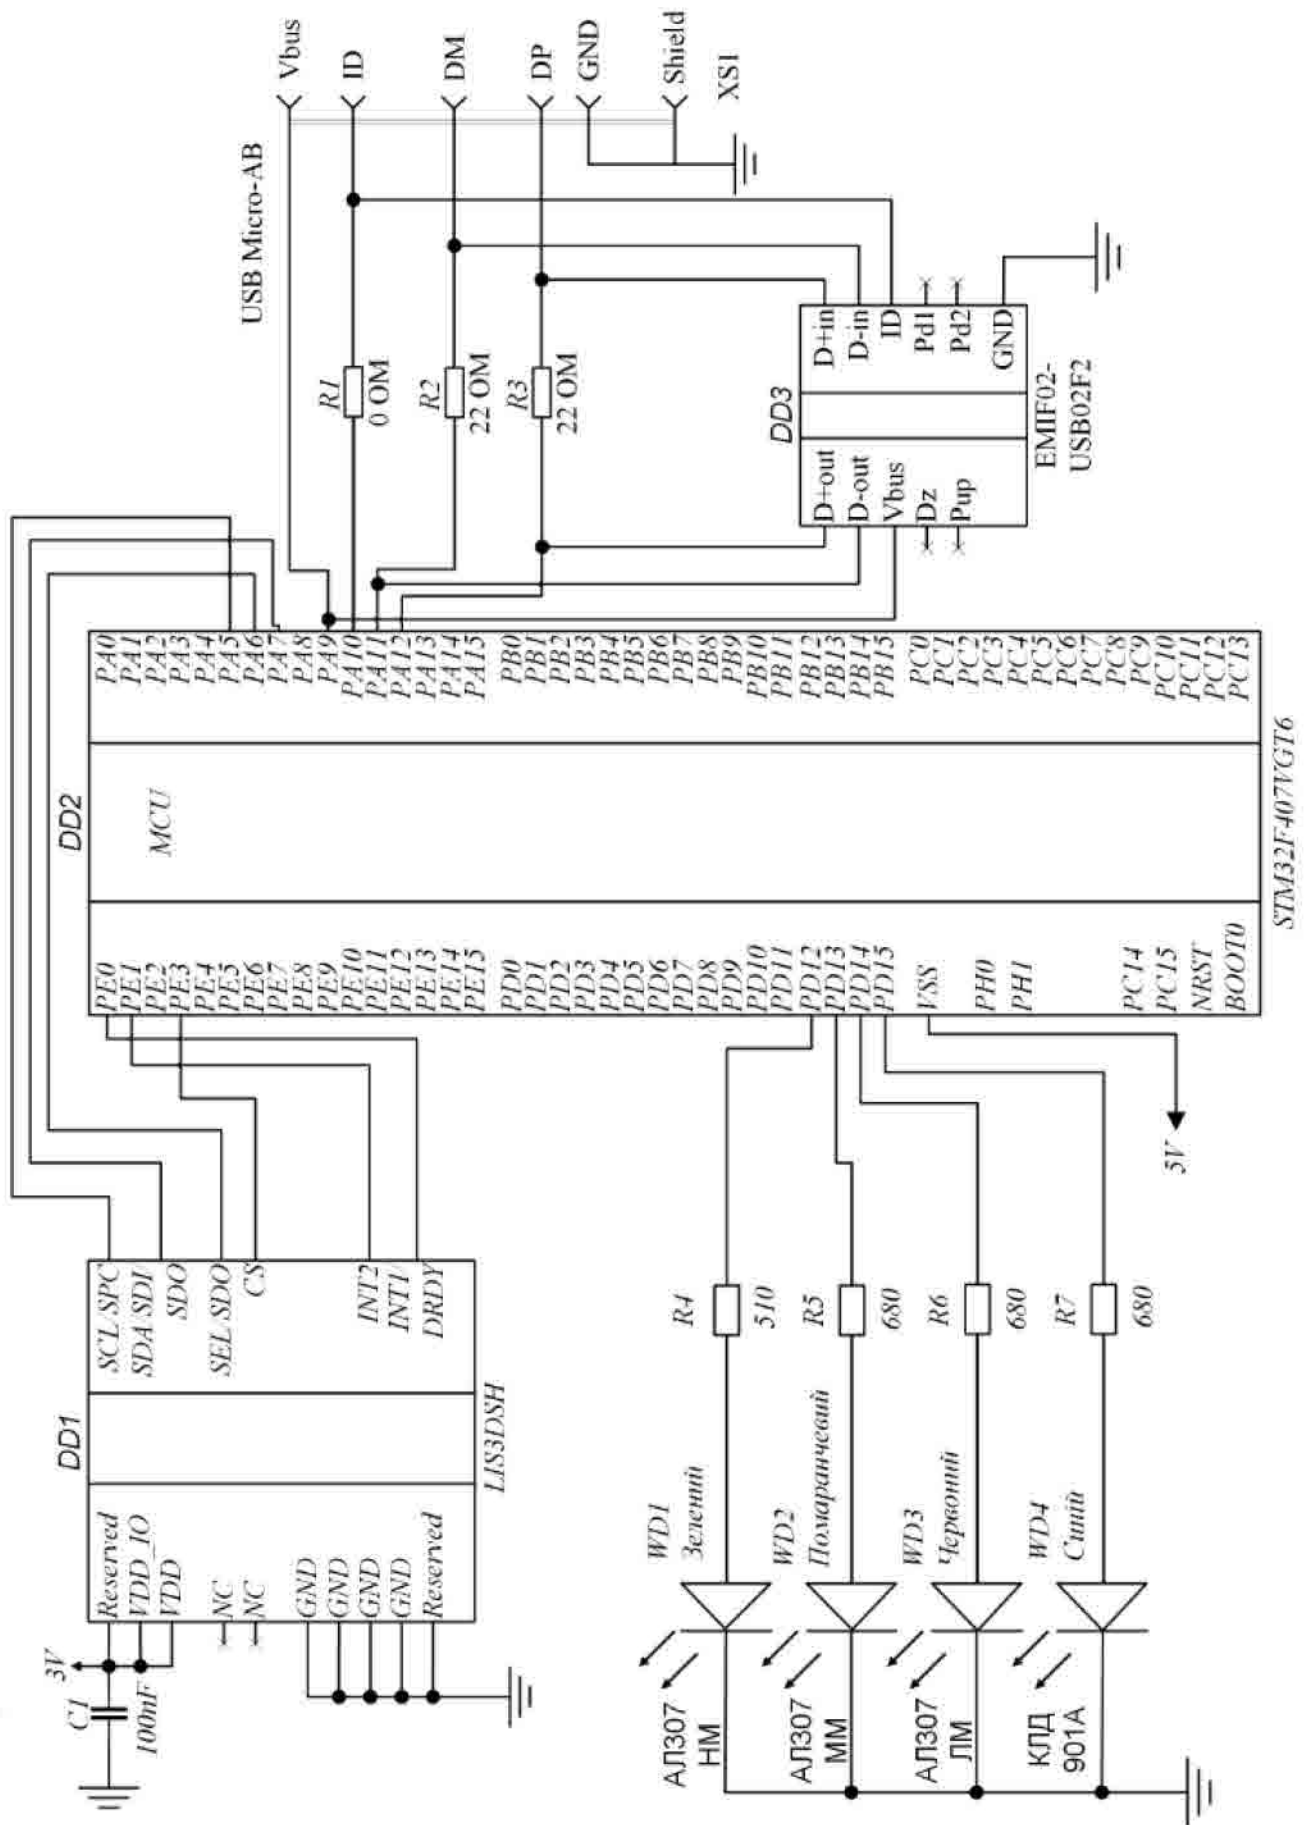 3V
C1
100nF
DD1
Reserved
VDD_IO
VDD
NC
NC
GND
GND
GND
GND
Reserved
SCL/SPC
SDA/SDI/
SDO
SEL/SDO
CS
INT2
INT1/
DRDY
LIS3DSH
DD2
MCU
PE0
PE1
PE2
PE3
PE4
PE5
PE6
PE7
PE8
PE9
PE10
PE11
PE12
PE13
PE14
PE15
PD0
PD1
PD2
PD3
PD4
PD5
PD6
PD7
PD8
PD9
PD10
PD11
PD12
PD13
PD14
PD15
VSS
PH0
PH1
PC14
PC15
NRST
BOOT0
PA0
PA1
PA2
PA3
PA4
PA5
PA6
PA7
PA8
PA9
PA10
PA11
PA12
PA13
PA14
PA15
PB0
PB1
PB2
PB3
PB4
PB5
PB6
PB7
PB8
PB9
PB10
PB11
PB12
PB13
PB14
PB15
PC0
PC1
PC2
PC3
PC4
PC5
PC6
PC7
PC8
PC9
PC10
PC11
PC12
PC13
STM32F407VGT6
5V
USB Micro-AB
Vbus
ID
DM
DP
GND
Shield
XS1
R1
0 ОМ
R2
22 ОМ
R3
22 ОМ
DD3
D+out
D-out
Vbus
Dz
Pup
D+in
D-in
ID
Pd1
Pd2
GND
EMIF02-
USB02F2
WD1
Зелений
R4
510
АЛ307
НМ
WD2
Помаранчевий
R5
680
АЛ307
ММ
WD3
Червоний
R6
680
АЛ307
ЛМ
WD4
Синій
R7
680
КЛД
901А